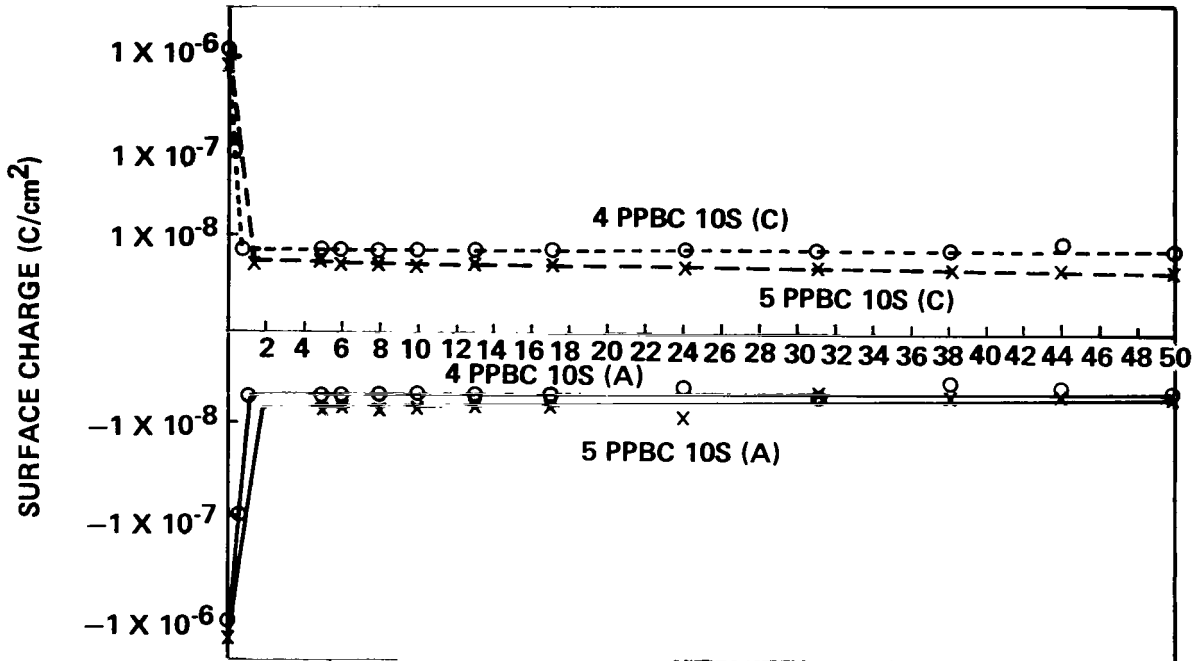 SURFACE CHARGE (C/cm²)
1 X 10⁻⁶
1 X 10⁻⁷
1 X 10⁻⁸
4 PPBC 10S (C)
5 PPBC 10S (C)
2 4 6 8 10 12 14 16 18 20 22 24 26 28 30 32 34 36 38 40 42 44 46 48 50
4 PPBC 10S (A)
–1 X 10⁻⁸
5 PPBC 10S (A)
–1 X 10⁻⁷
–1 X 10⁻⁶